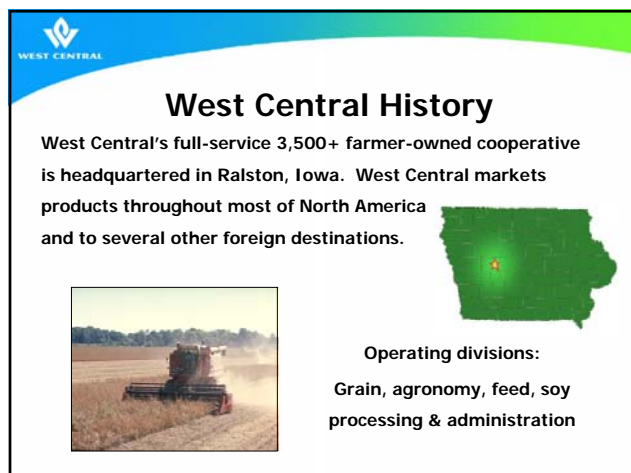 WEST CENTRAL
West Central History
West Central's full-service 3,500+ farmer-owned cooperative
is headquartered in Ralston, Iowa. West Central markets
products throughout most of North America
and to several other foreign destinations.
Operating divisions:
Grain, agronomy, feed, soy
processing & administration